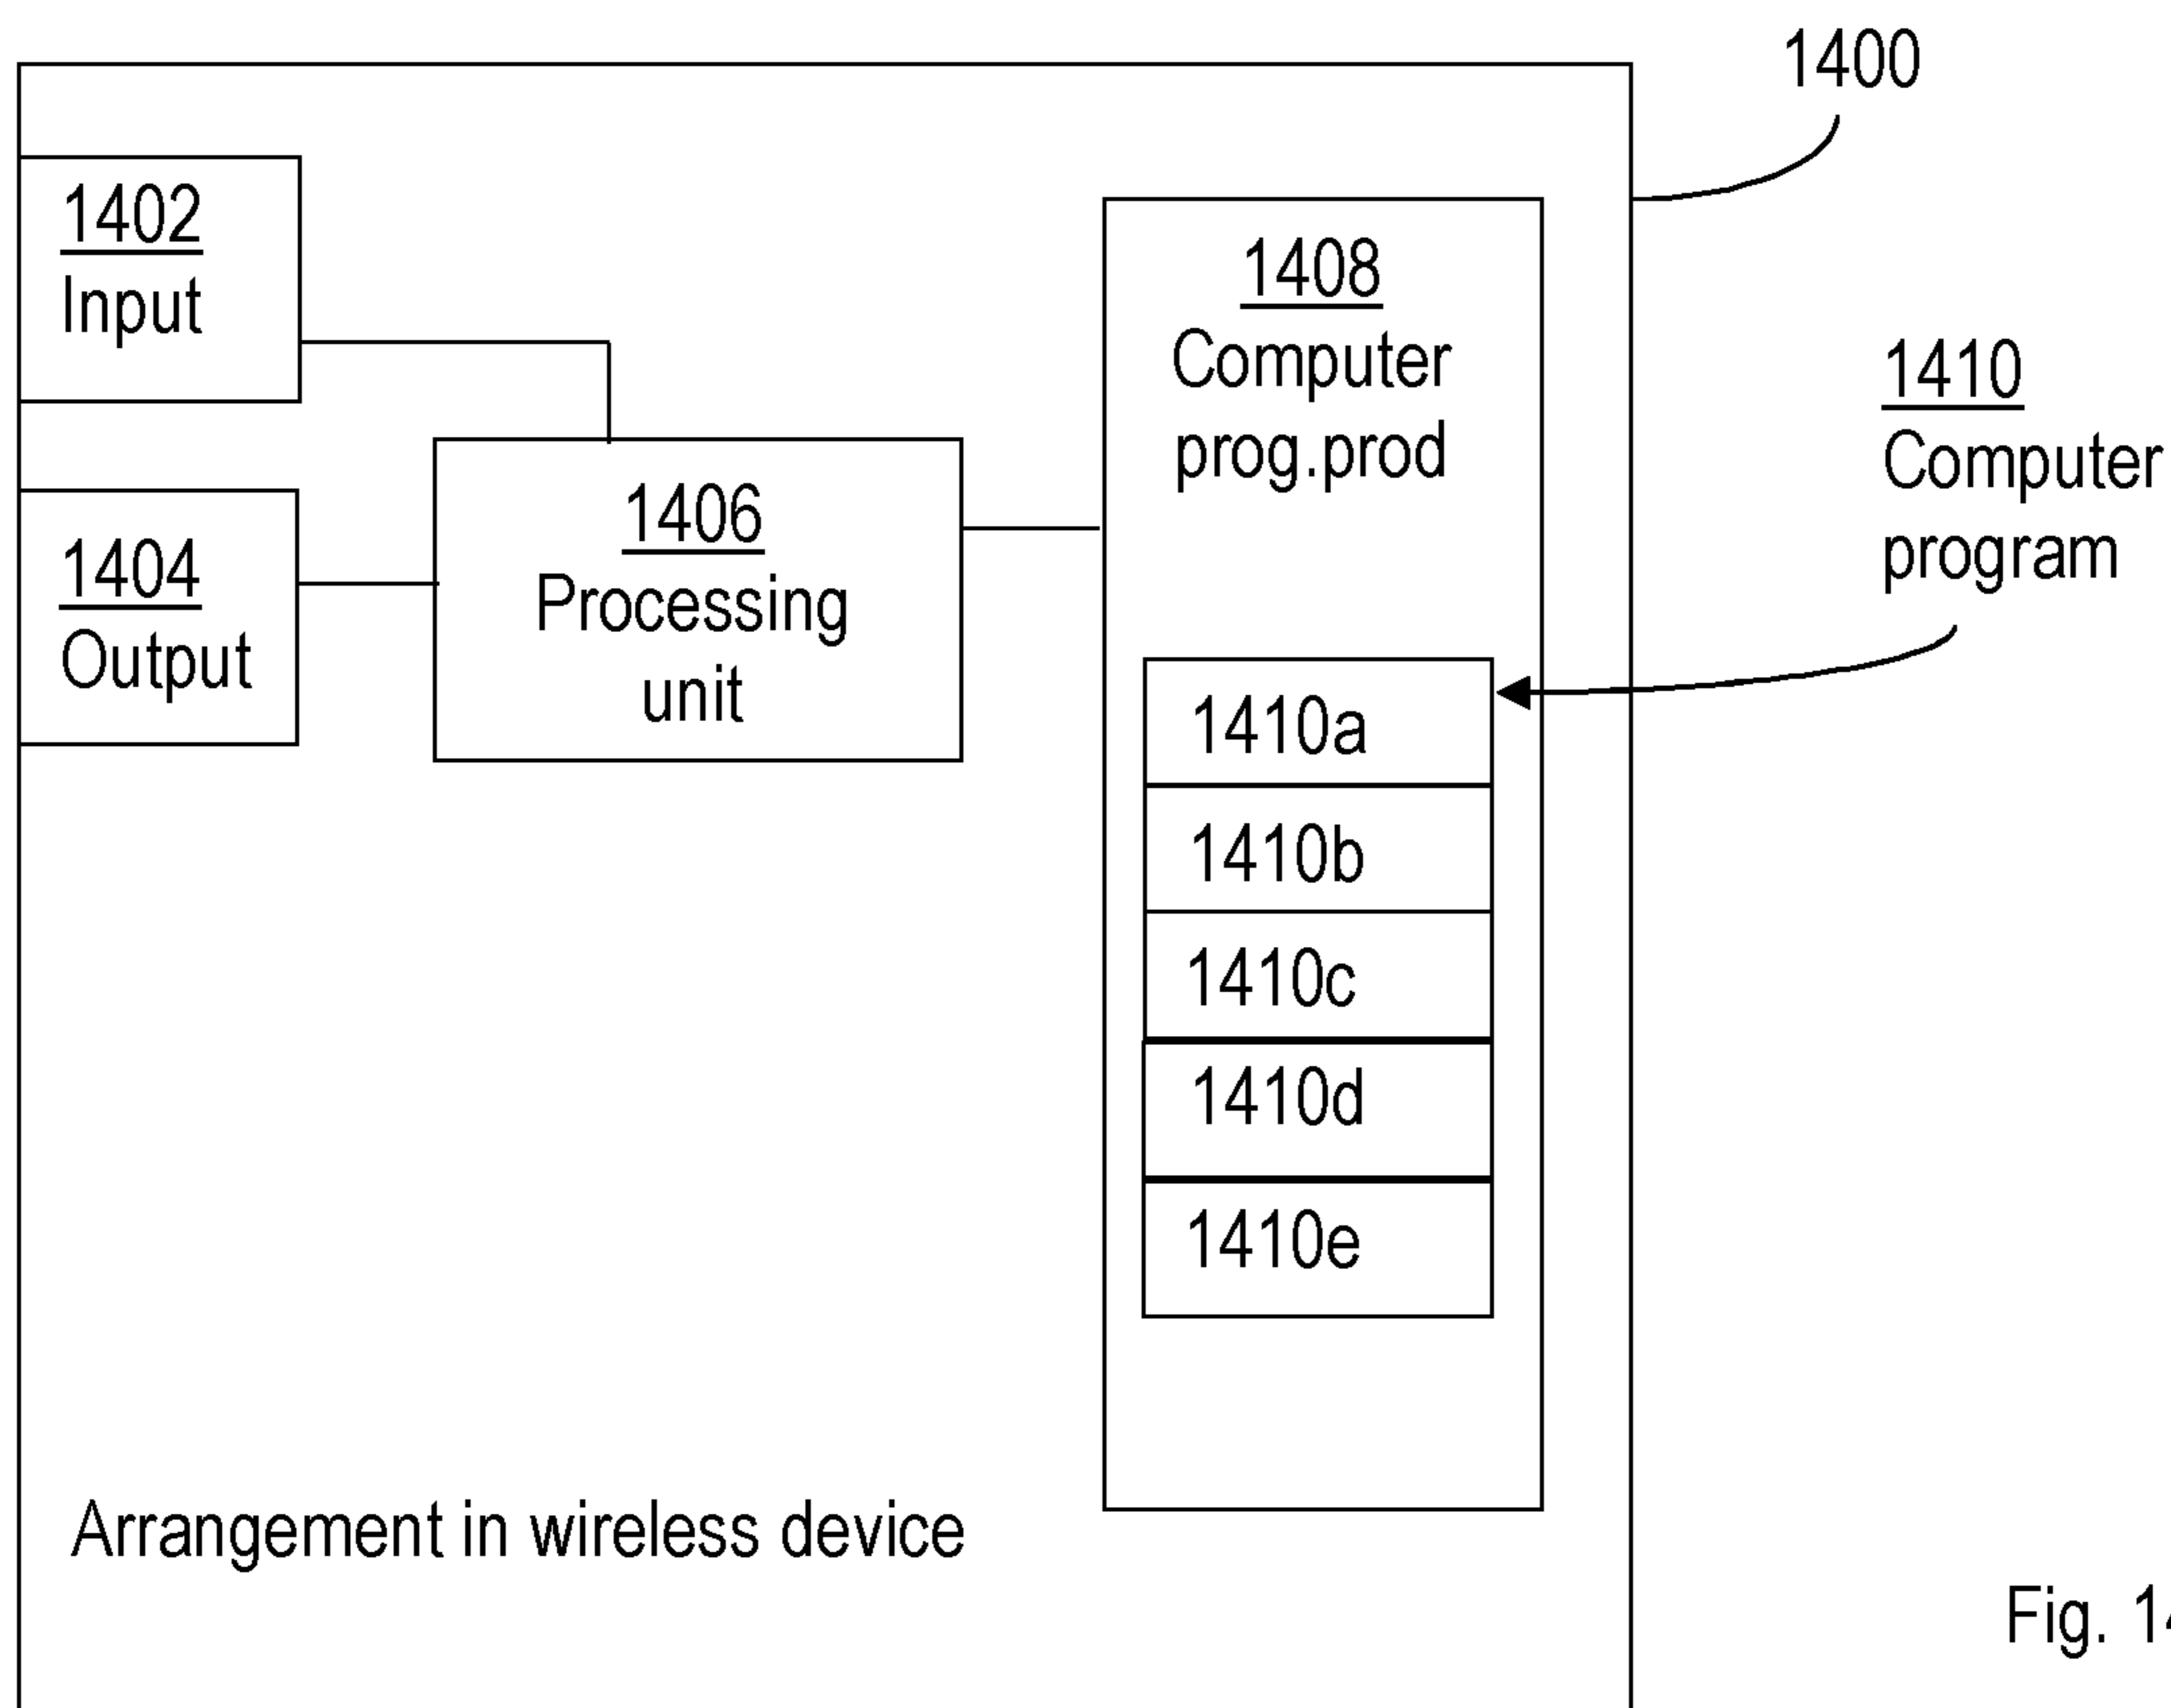 1400
1402
Input
1404
Output
1406
Processing
unit
1408
Computer
prog.prod
1410
Computer
program
1410a
1410b
1410c
1410d
1410e
Arrangement in wireless device
Fig. 14